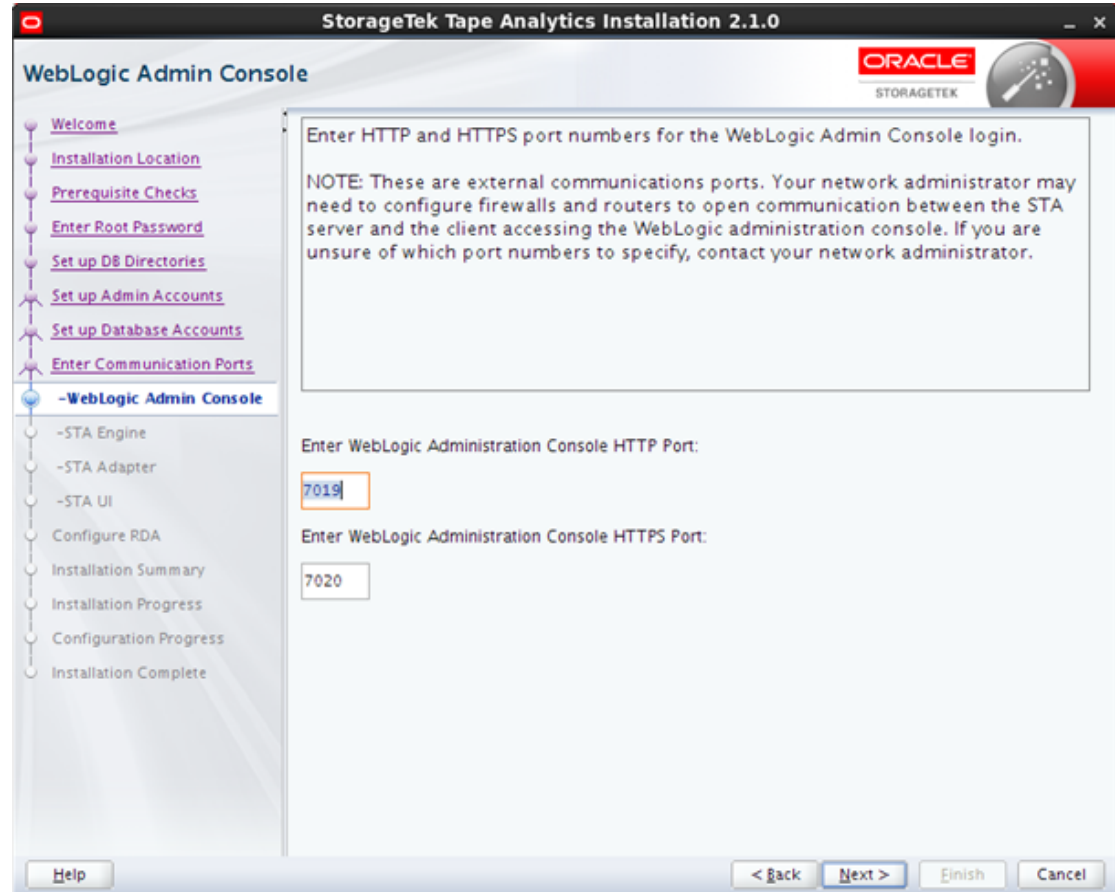 StorageTek Tape Analytics Installation 2.1.0
WebLogic Admin Console
ORACLE
STORAGETEK
Welcome
Installation Location
Prerequisite Checks
Enter Root Password
Set up DB Directories
Set up Admin Accounts
Set up Database Accounts
Enter Communication Ports
-WebLogic Admin Console
-STA Engine
-STA Adapter
-STA UI
Configure RDA
Installation Summary
Installation Progress
Configuration Progress
Installation Complete
Enter HTTP and HTTPS port numbers for the WebLogic Admin Console login.
NOTE: These are external communications ports. Your network administrator may
need to configure firewalls and routers to open communication between the STA
server and the client accessing the WebLogic administration console. If you are
unsure of which port numbers to specify, contact your network administrator.
Enter WebLogic Administration Console HTTP Port:
7019
Enter WebLogic Administration Console HTTPS Port:
7020
Help
< Back
Next >
Finish
Cancel